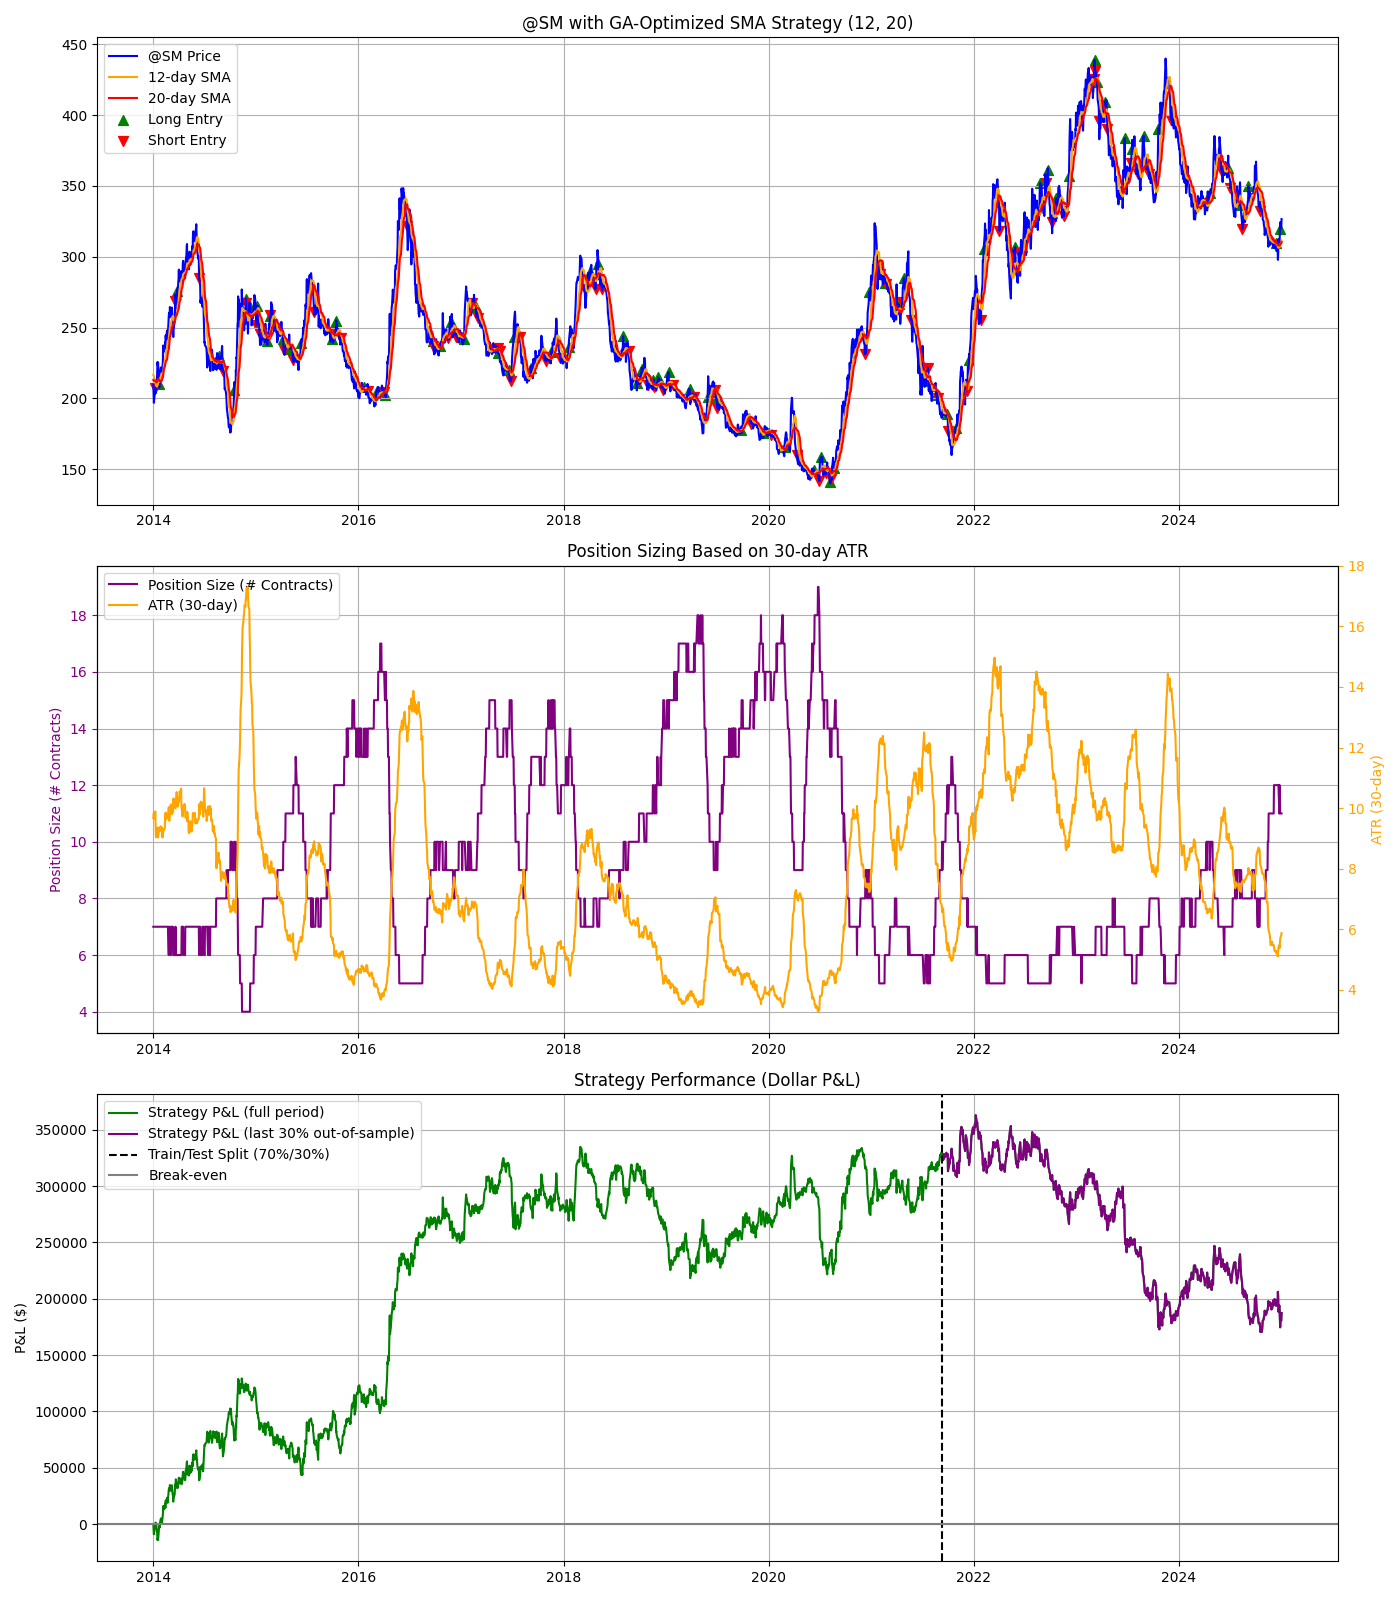 @SM with GA-Optimized SMA Strategy (12, 20)
450
400
350
300
250
200
150
@SM Price
12-day SMA
20-day SMA
Long Entry
Short Entry
2014 2016 2018 2020 2022 2024
Position Sizing Based on 30-day ATR
Position Size (# Contracts)
18
16
14
12
10
8
6
4
Position Size (# Contracts)
ATR (30-day)
18
16
14
12
10
8
6
4
ATR (30-day)
2014 2016 2018 2020 2022 2024
Strategy Performance (Dollar P&L)
P&L ($)
350000
300000
250000
200000
150000
100000
50000
0
Strategy P&L (full period)
Strategy P&L (last 30% out-of-sample)
Train/Test Split (70%/30%)
Break-even
2014 2016 2018 2020 2022 2024